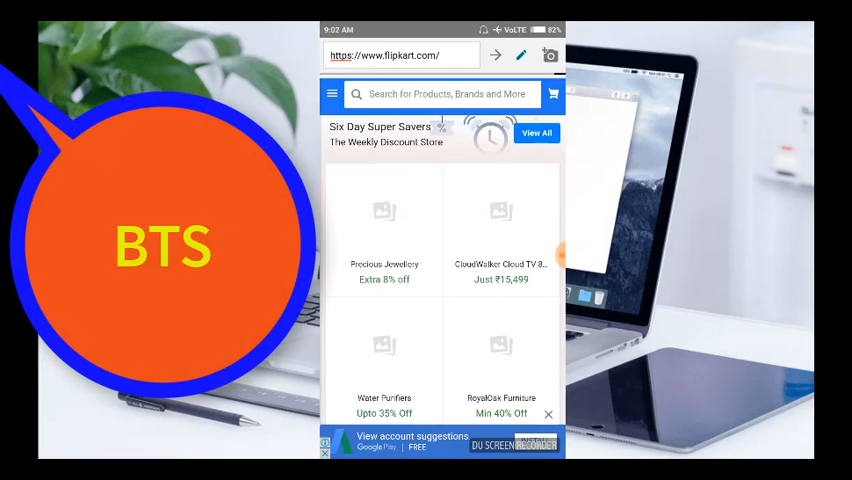 9:02 AM
VoLTE
82%
https://www.flipkart.com/
Search for Products, Brands and More
Six Day Super Savers
%
The Weekly Discount Store
View All
BTS
Precious Jewellery
CloudWalker Cloud TV 8...
Extra 8% off
Just ₹15,499
Water Purifiers
RoyalOak Furniture
Upto 35% Off
Min 40% Off
View account suggestions
Google Play | FREE
DU SCREEN RECORDER